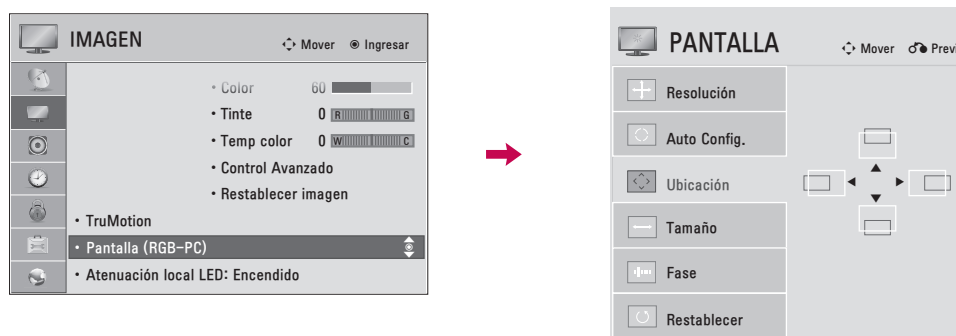 IMAGEN
Mover Ingresar
• Color 60
• Tinte 0 R G
• Temp color 0 W C
• Control Avanzado
• Restablecer imagen
• TruMotion
• Pantalla (RGB-PC)
• Atenuación local LED: Encendido
PANTALLA
Mover Previ
Resolución
Auto Config.
Ubicación
Tamaño
Fase
Restablecer